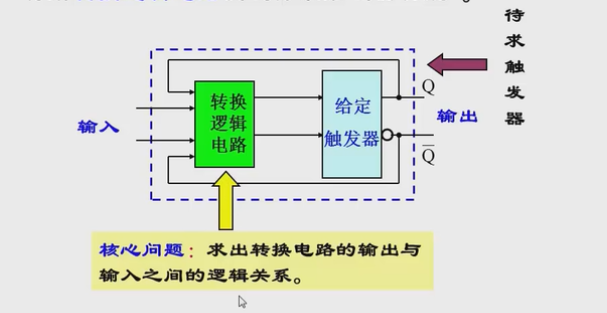 待求触发器
转换
逻辑
电路
给定
触发器
Q
Q̅
输入
输出
核心问题：求出转换电路的输出与
输入之间的逻辑关系。